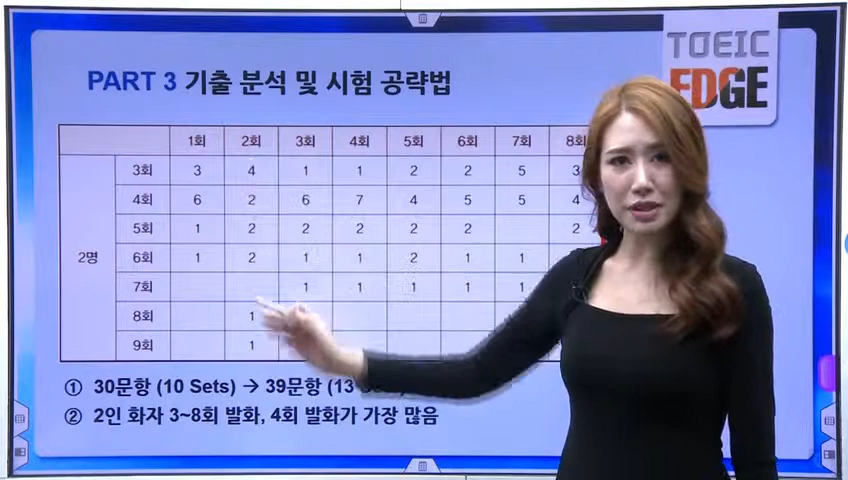 TOEIC
EDGE
PART 3 기출 분석 및 시험 공략법
1회 2회 3회 4회 5회 6회 7회 8회
2명
3회 3 4 1 1 2 2 5 3
4회 6 2 6 7 4 5 5 4
5회 1 2 2 2 2 2 2
6회 1 2 1 1 2 1 1
7회 1 1 1 1 1
8회 1
9회 1
① 30문항 (10 Sets) → 39문항 (13
② 2인 화자 3~8회 발화, 4회 발화가 가장 많음